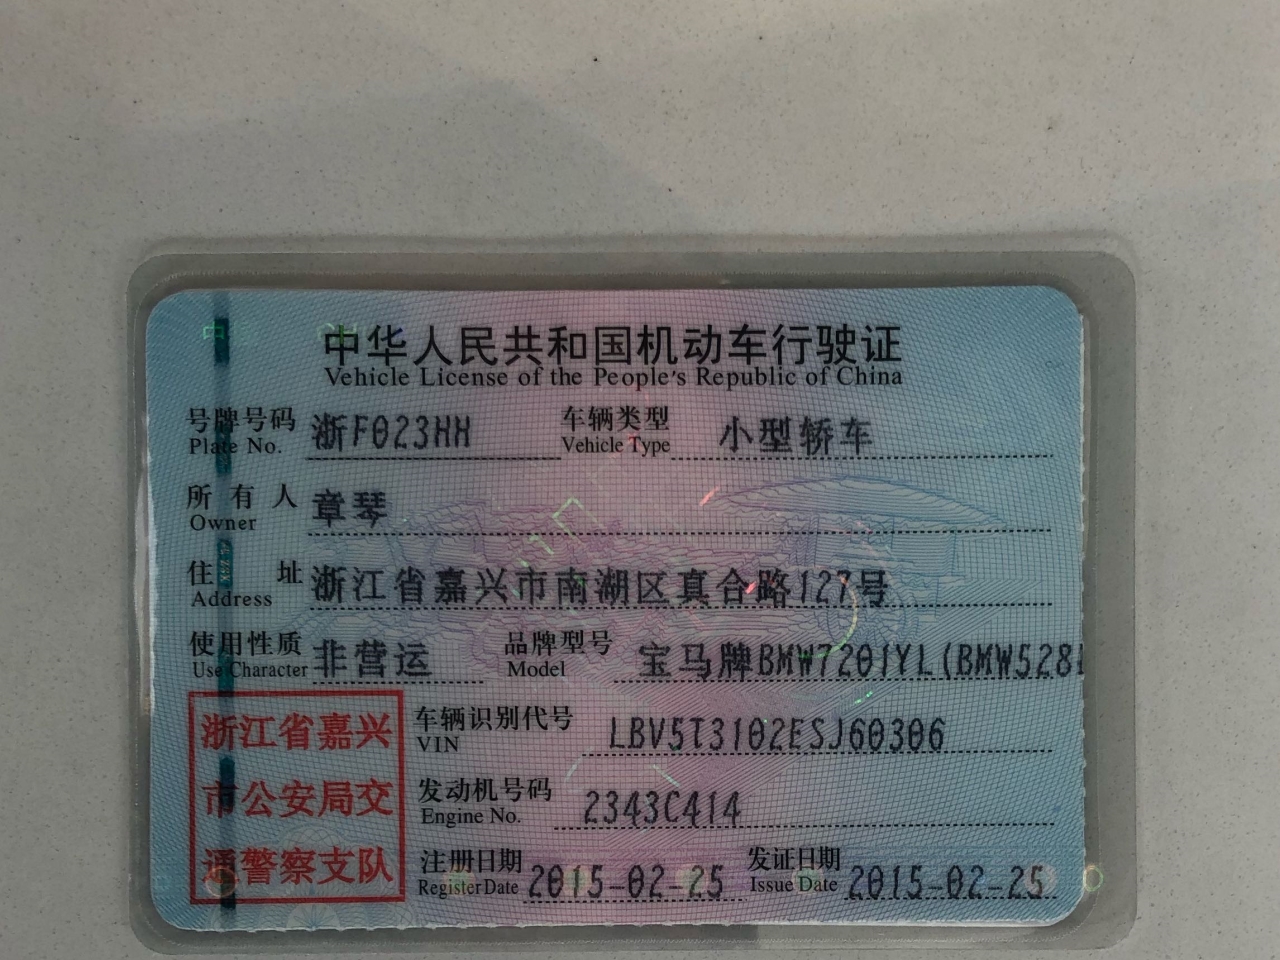 中华人民共和国机动车行驶证
Vehicle License of the People's Republic of China
号牌号码 浙F023HH 车辆类型 小型轿车
Plate No. Vehicle Type
所有人 章琴
Owner
住址 浙江省嘉兴市南湖区真合路127号
Address
使用性质 非营运 品牌型号 宝马牌BMW7201YL(BMW528L
Use Character Model
浙江省嘉兴
市公安局交
通警察支队
车辆识别代号 LBV5T3102ESJ60306
VIN
发动机号码 2343C414
Engine No.
注册日期 2015-02-25 发证日期 2015-02-25
Register Date Issue Date